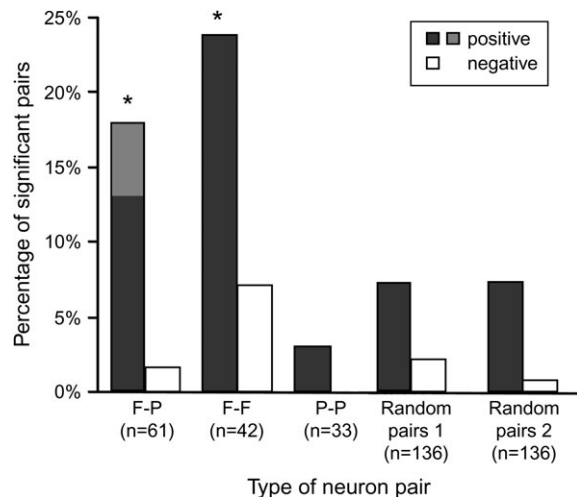 25%
20%
15%
10%
5%
0%
Percentage of significant pairs
*
*
positive
negative
F-P
(n=61)
F-F
(n=42)
P-P
(n=33)
Random
pairs 1
(n=136)
Random
pairs 2
(n=136)
Type of neuron pair